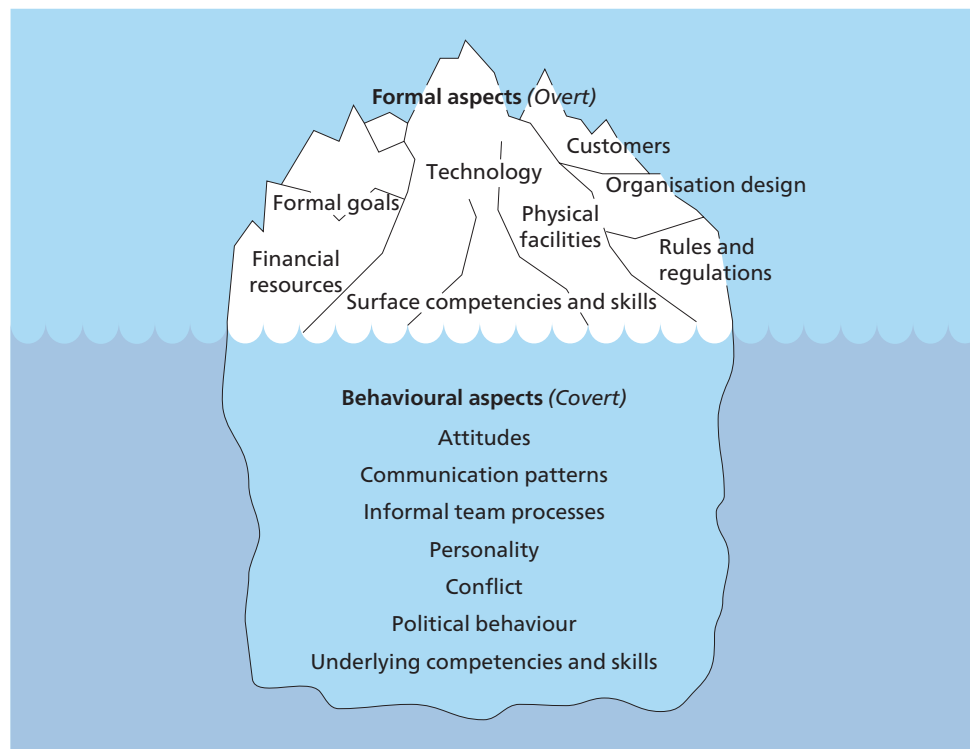 Formal aspects (Overt)
Customers
Technology
Organisation design
Formal goals
Physical
facilities
Rules and
regulations
Financial
resources
Surface competencies and skills
Behavioural aspects (Covert)
Attitudes
Communication patterns
Informal team processes
Personality
Conflict
Political behaviour
Underlying competencies and skills